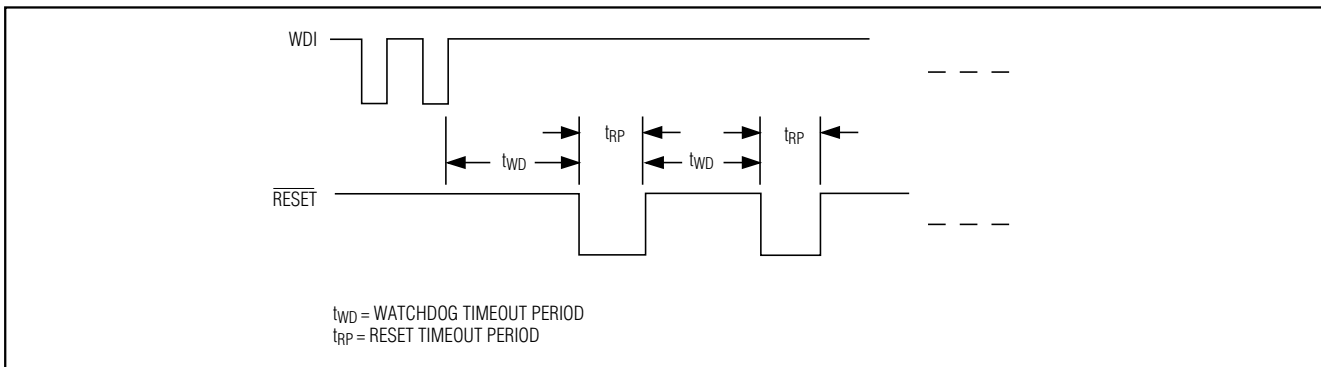 WDI
tRP
tRP
tWD
tWD
RESET
tWD = WATCHDOG TIMEOUT PERIOD
tRP = RESET TIMEOUT PERIOD